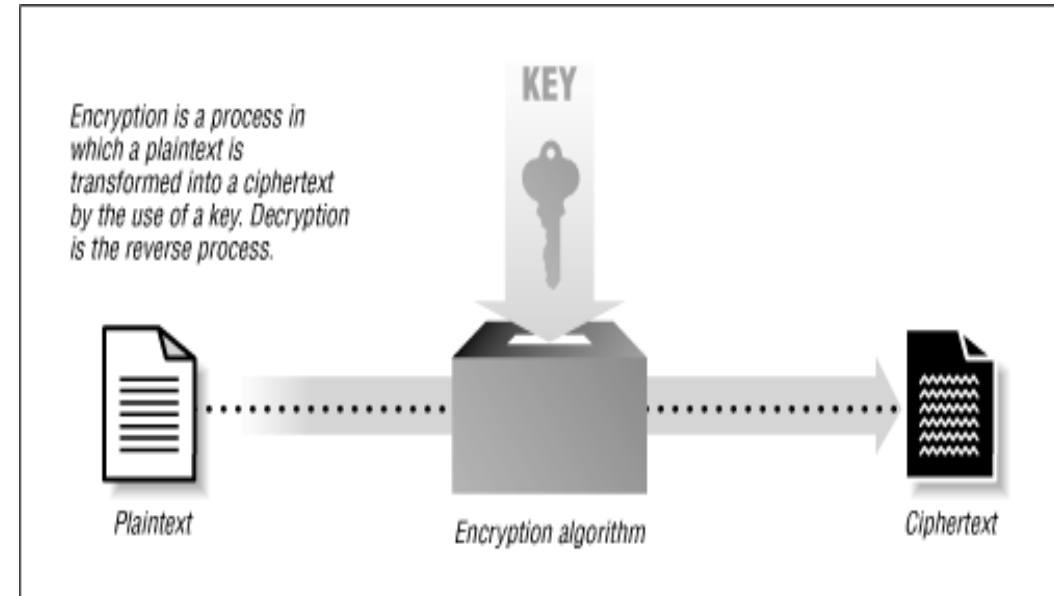 KEY
Encryption is a process in
which a plaintext is
transformed into a ciphertext
by the use of a key. Decryption
is the reverse process.
Plaintext
Encryption algorithm
Ciphertext